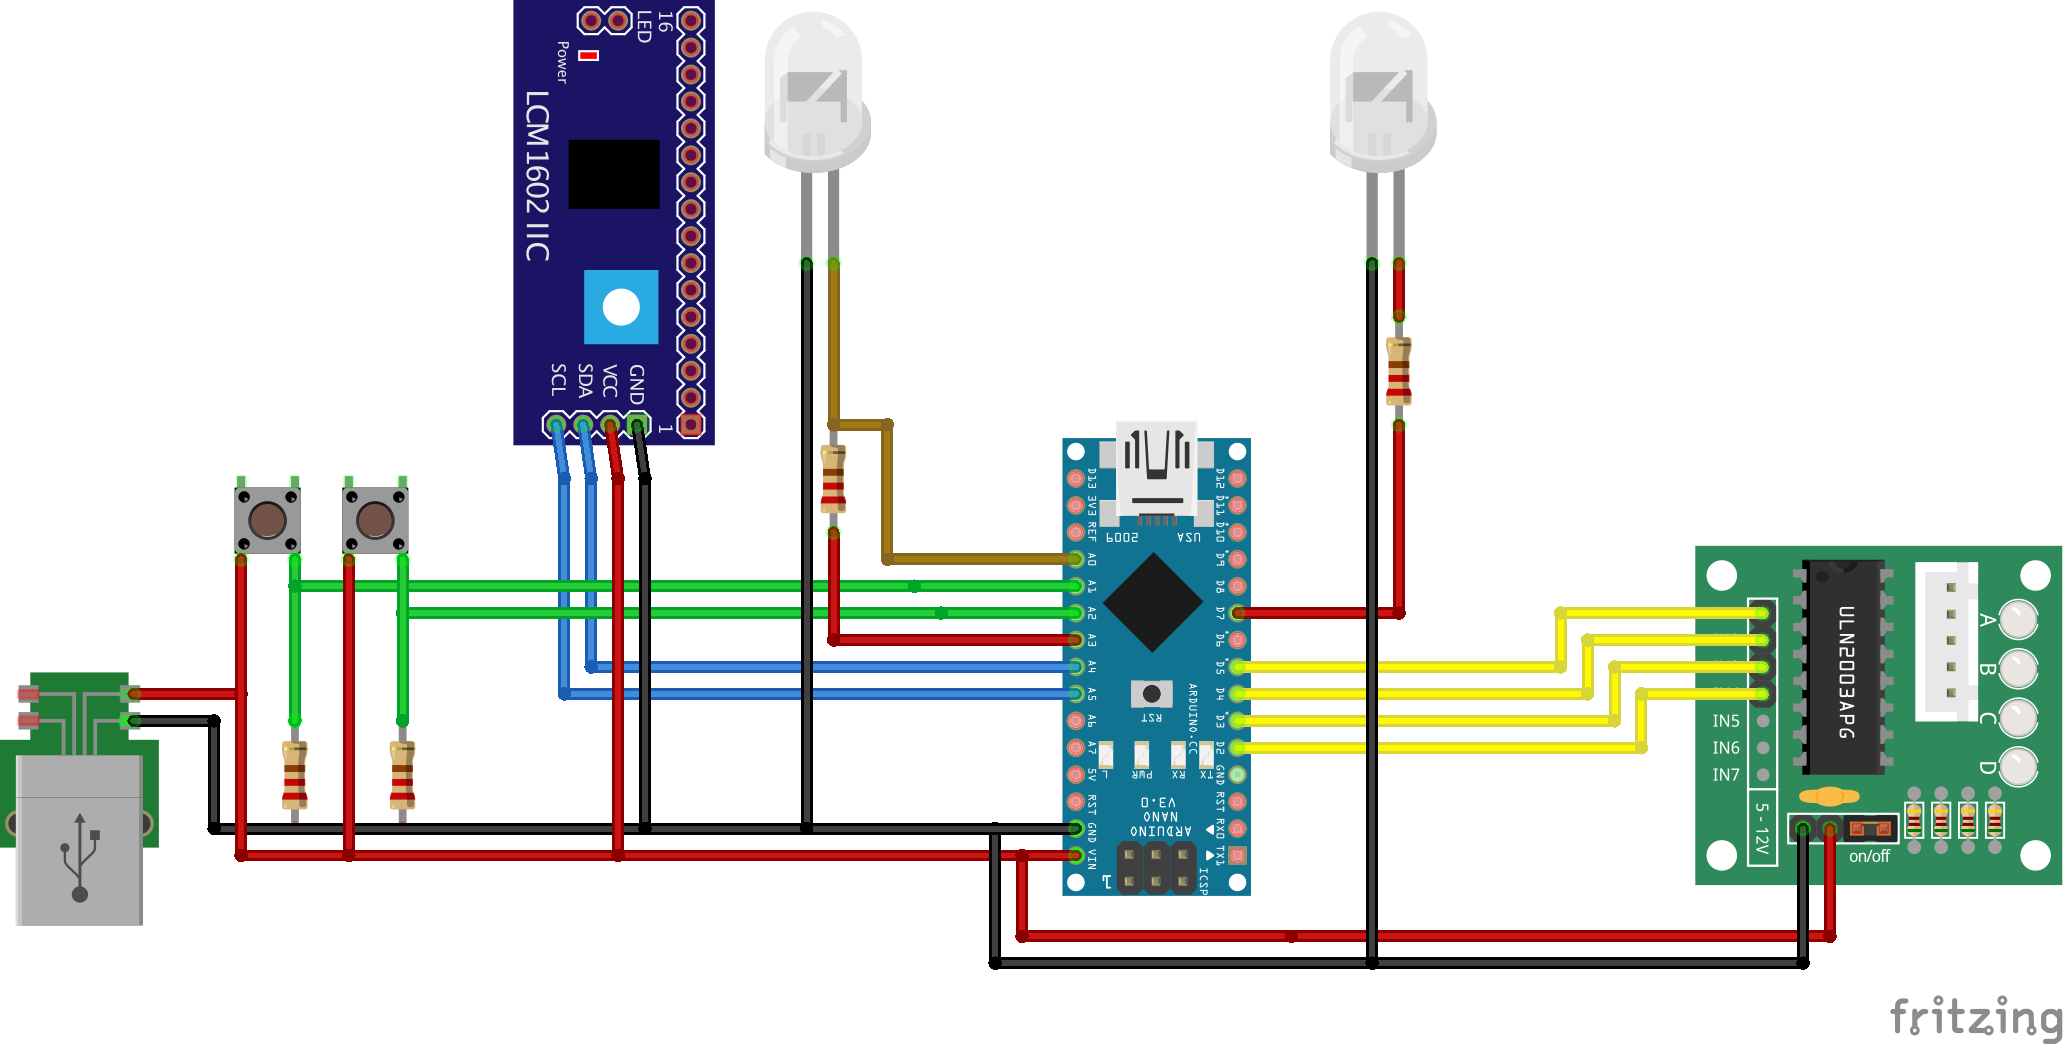 LED
16
Power
LCM1602 IIC
SCL
SDA
VCC
GND
1
D13
3V3
REF
A0
A1
A2
A3
A4
A5
A6
A7
5V
RST
GND
VIN
D12
D11
D10
D9
D8
D7
D6
D5
D4
D3
D2
GND
RST
RX0
TX1
USA
2009
RST
ARDUINO.CC
L
PWR
RX
TX
ARDUINO
NANO
V3.0
1
ICSP
IN5
IN6
IN7
5 - 12V
ULN2003APG
A
B
C
D
on/off
fritzing